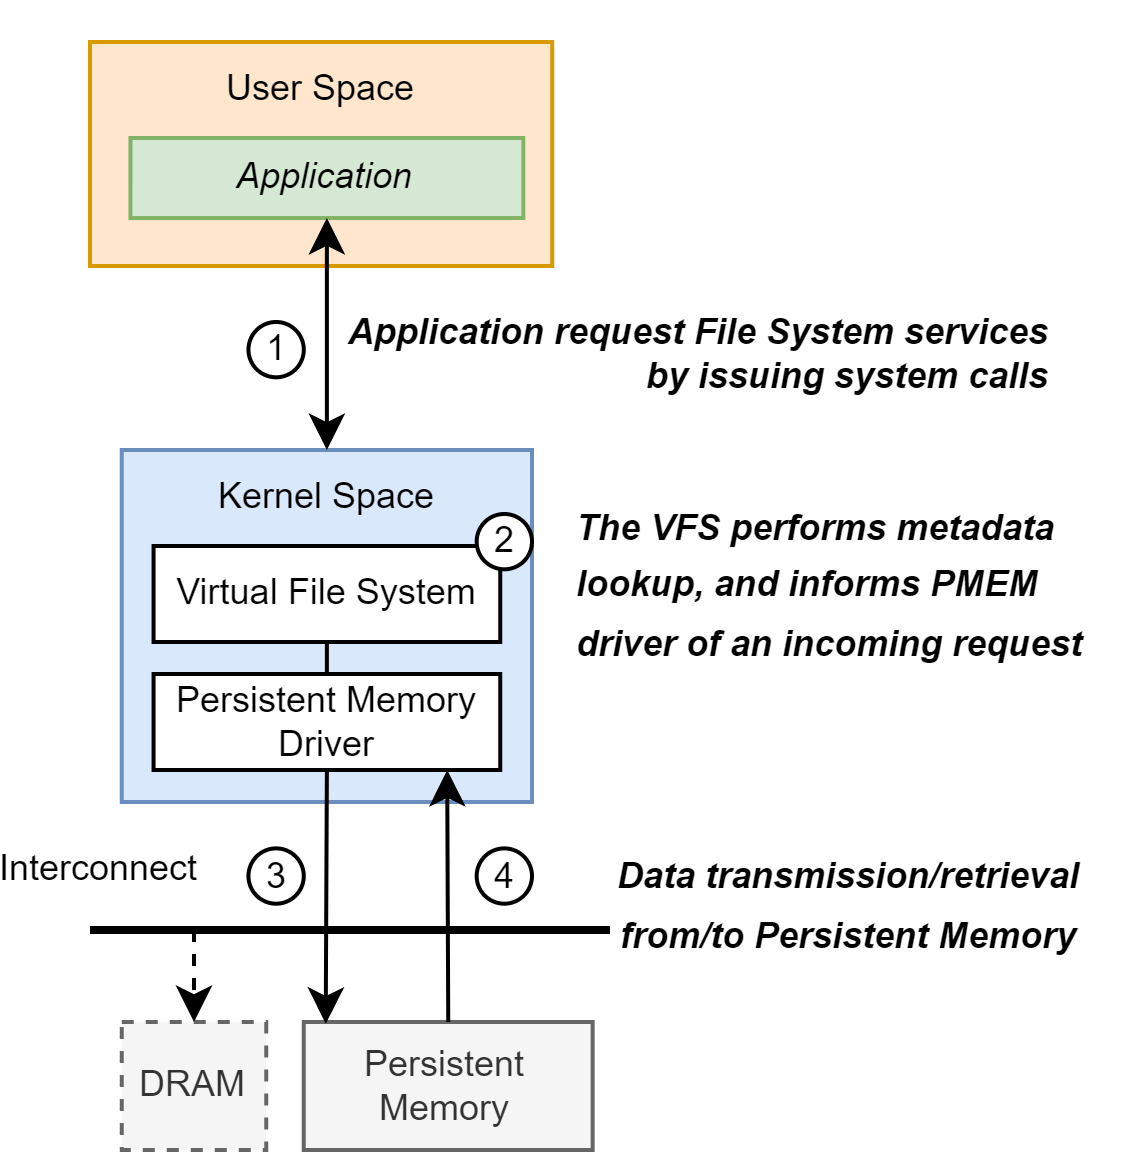 User Space
Application
1
Application request File System services
by issuing system calls
Kernel Space
2
Virtual File System
The VFS performs metadata
lookup, and informs PMEM
driver of an incoming request
Persistent Memory
Driver
Interconnect
3
4
Data transmission/retrieval
from/to Persistent Memory
DRAM
Persistent
Memory